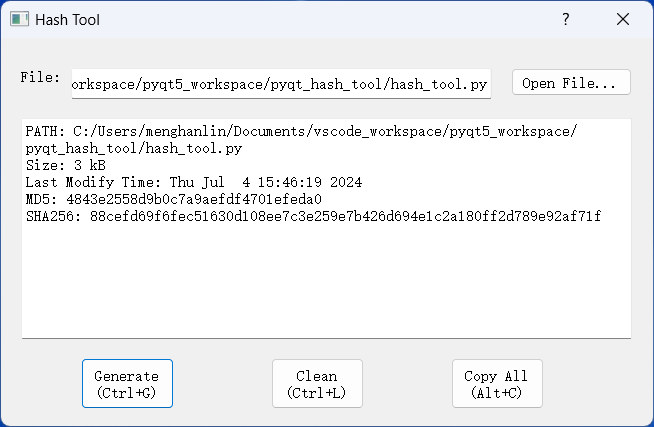 Hash Tool
?
File:
orkspace/pyqt5_workspace/pyqt_hash_tool/hash_tool.py
Open File...
PATH: C:/Users/menghanlin/Documents/vscode_workspace/pyqt5_workspace/
pyqt_hash_tool/hash_tool.py
Size: 3 kB
Last Modify Time: Thu Jul  4 15:46:19 2024
MD5: 4843e2558d9b0c7a9aefdf4701efeda0
SHA256: 88cefd69f6fec51630d108ee7c3e259e7b426d694e1c2a180ff2d789e92af71f
Generate
(Ctrl+G)
Clean
(Ctrl+L)
Copy All
(Alt+C)